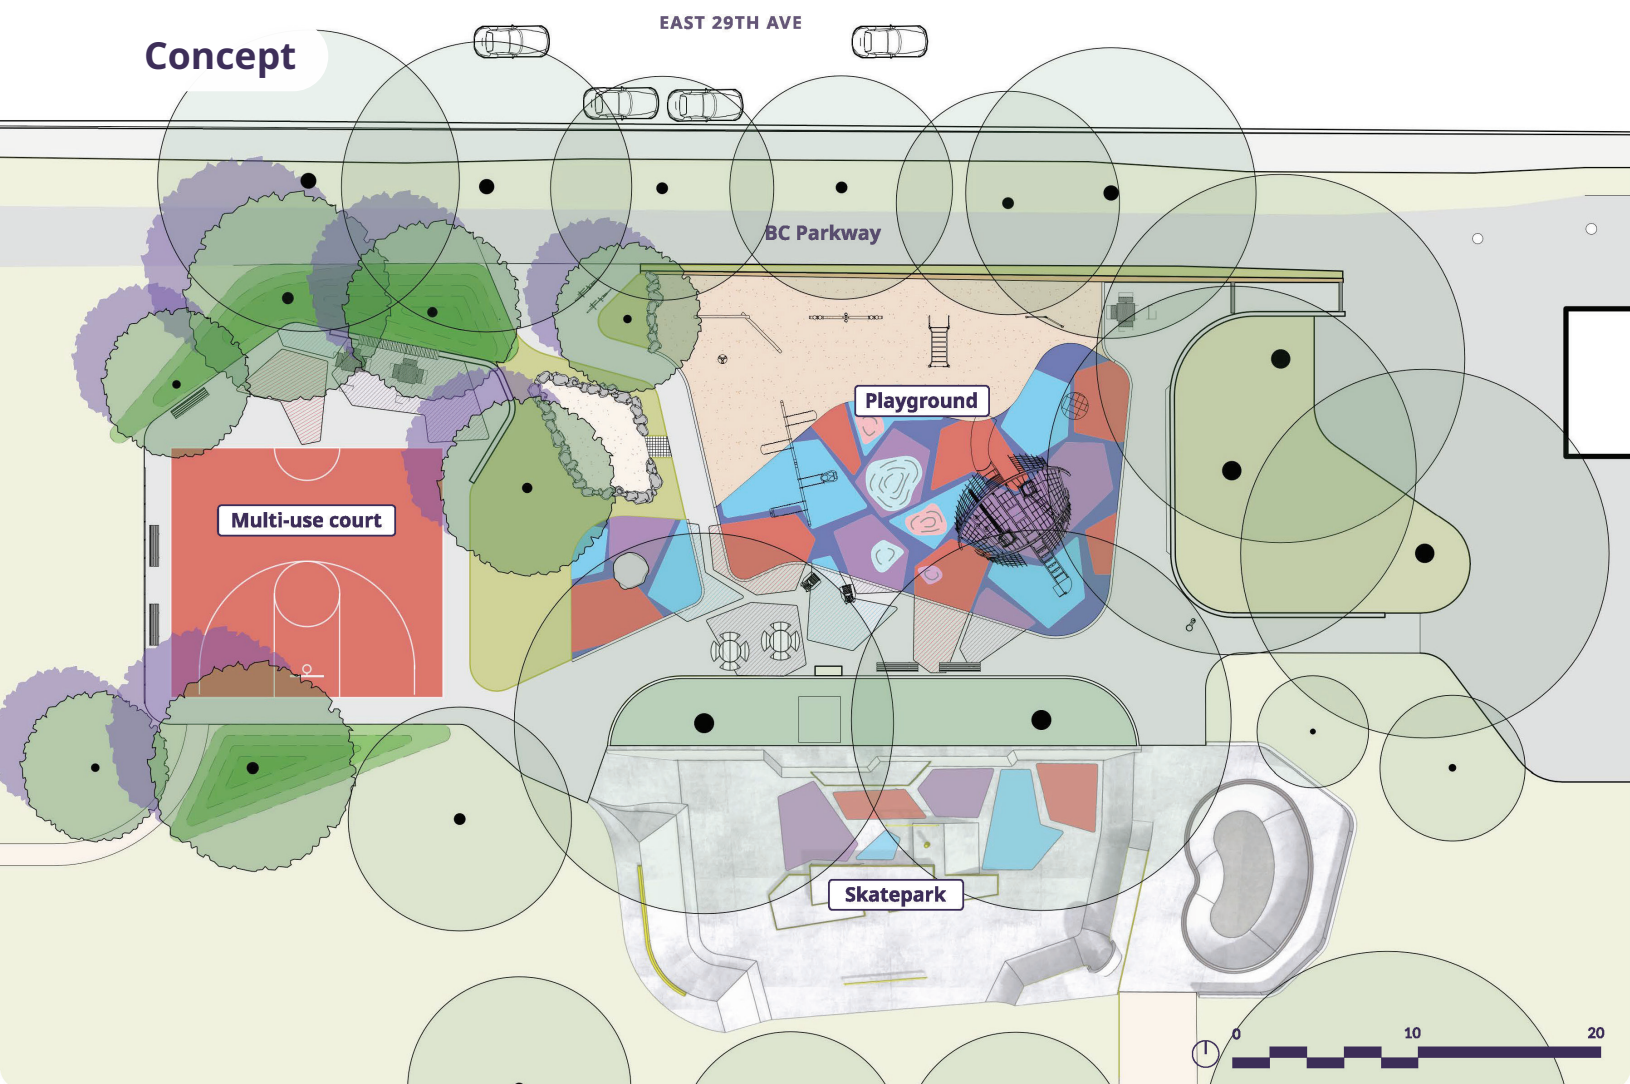 EAST 29TH AVE
Concept
BC Parkway
Playground
Multi-use court
Skatepark
0 10 20